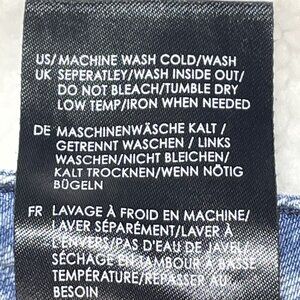 US/ MACHINE WASH COLD/WASH
UK SEPERATLEY/WASH INSIDE OUT/
DO NOT BLEACH/TUMBLE DRY
LOW TEMP/IRON WHEN NEEDED
DE MASCHINENWÄSCHE KALT /
GETRENNT WASCHEN / LINKS
WASCHEN/NICHT BLEICHEN/
KALT TROCKNEN/WENN NÖTIG
BÜGELN
FR LAVAGE À FROID EN MACHINE/
LAVER SÉPARÉMENT/LAVER À
L'ENVERS/PAS D'EAU DE JAVEL/
SÉCHAGE EN TAMBOUR À BASSE
TEMPÉRATURE/REPASSER AU
BESOIN